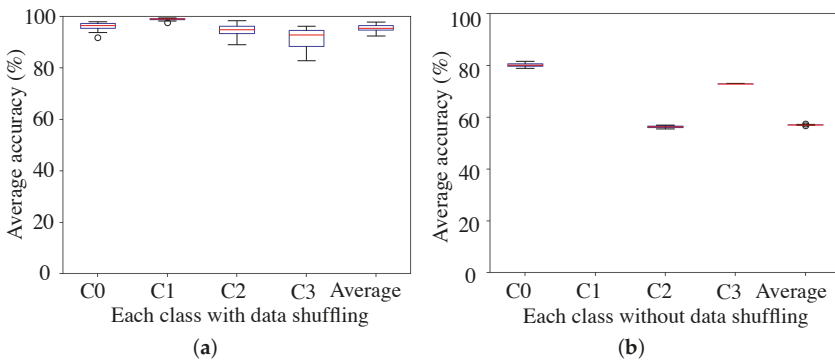 100
80
60
40
20
0
Average accuracy (%)
C0 C1 C2 C3 Average
Each class with data shuffling
(a)
100
80
60
40
20
0
Average accuracy (%)
C0 C1 C2 C3 Average
Each class without data shuffling
(b)